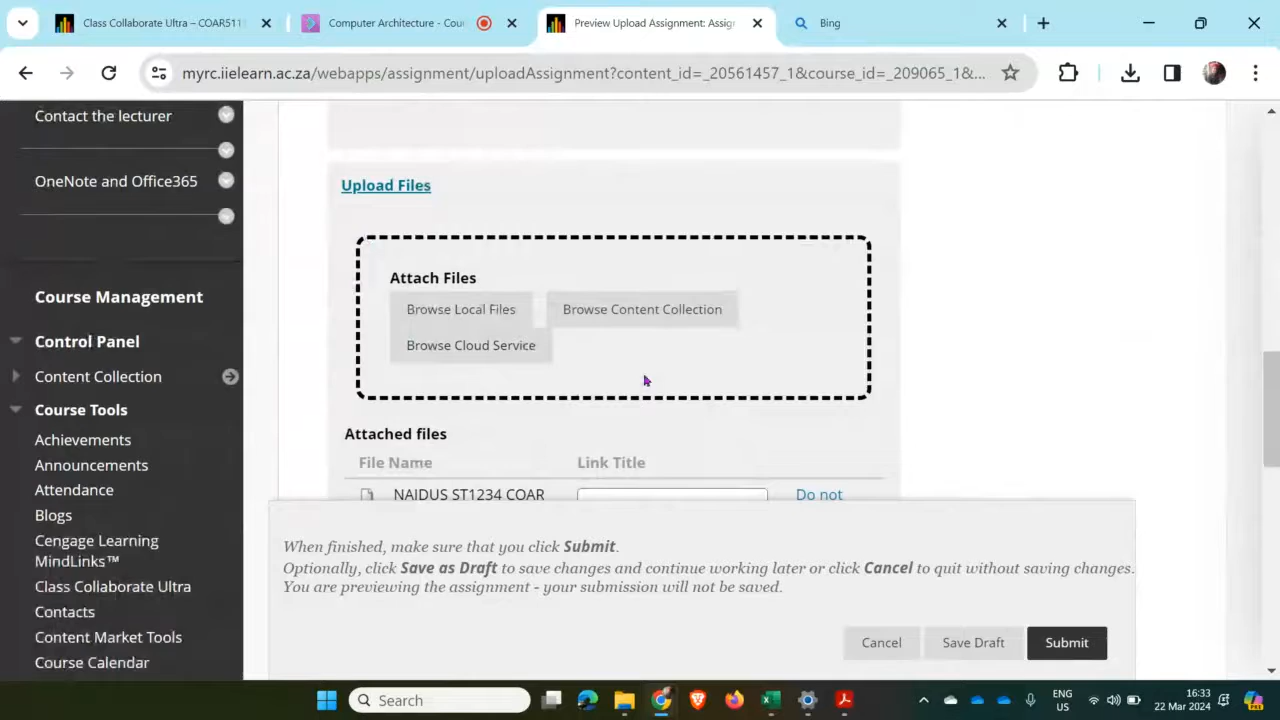 Class Collaborate Ultra – COAR511
Computer Architecture - Cou
Preview Upload Assignment: Assig
Bing
myrc.iielearn.ac.za/webapps/assignment/uploadAssignment?content_id=_20561457_1&course_id=_209065_1&...
Contact the lecturer
OneNote and Office365
Course Management
Control Panel
Content Collection
Course Tools
Achievements
Announcements
Attendance
Blogs
Cengage Learning
MindLinks™
Class Collaborate Ultra
Contacts
Content Market Tools
Course Calendar
Upload Files
Attach Files
Browse Local Files
Browse Content Collection
Browse Cloud Service
Attached files
File Name Link Title
NAIDUS ST1234 COAR Do not
When finished, make sure that you click Submit.
Optionally, click Save as Draft to save changes and continue working later or click Cancel to quit without saving changes.
You are previewing the assignment - your submission will not be saved.
Cancel Save Draft Submit
Search
ENG
US
16:33
22 Mar 2024